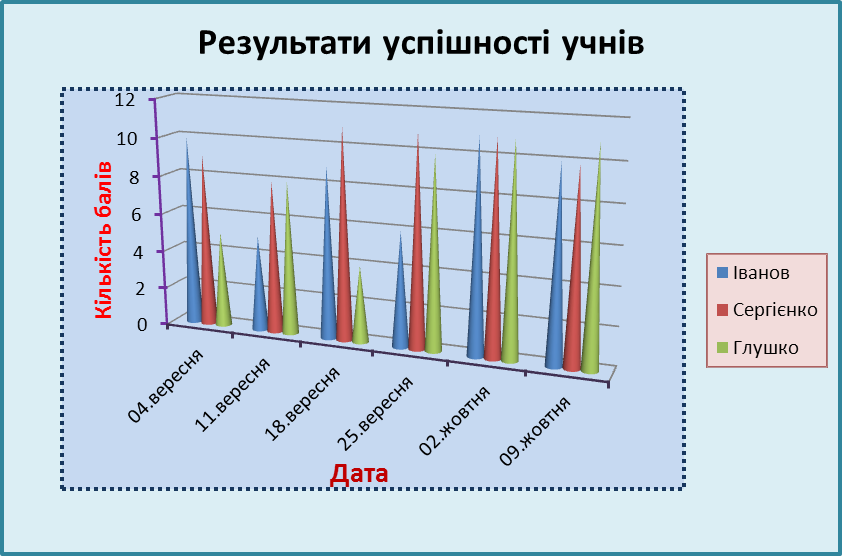 Результати успішності учнів
Кількість балів
12
10
8
6
4
2
0
04.вересня
11.вересня
18.вересня
25.вересня
02.жовтня
09.жовтня
Дата
Іванов
Сергієнко
Глушко